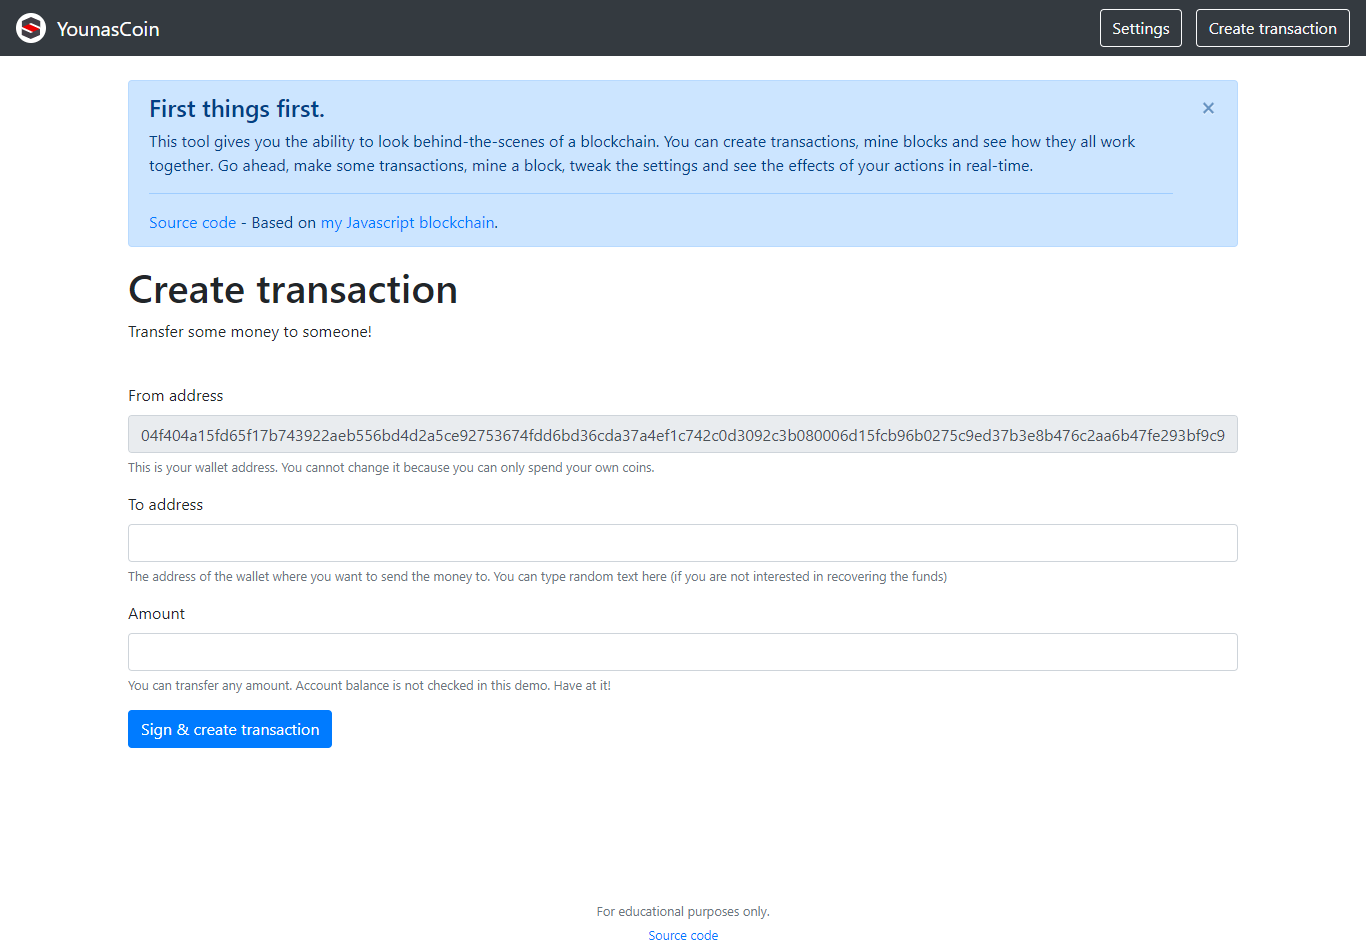 YounasCoin
Settings
Create transaction
First things first.
×
This tool gives you the ability to look behind-the-scenes of a blockchain. You can create transactions, mine blocks and see how they all work
together. Go ahead, make some transactions, mine a block, tweak the settings and see the effects of your actions in real-time.
Source code - Based on my Javascript blockchain.
Create transaction
Transfer some money to someone!
From address
04f404a15fd65f17b743922aeb556bd4d2a5ce92753674fdd6bd36cda37a4ef1c742c0d3092c3b080006d15fcb96b0275c9ed37b3e8b476c2aa6b47fe293bf9c9
This is your wallet address. You cannot change it because you can only spend your own coins.
To address
The address of the wallet where you want to send the money to. You can type random text here (if you are not interested in recovering the funds)
Amount
You can transfer any amount. Account balance is not checked in this demo. Have at it!
Sign & create transaction
For educational purposes only.
Source code